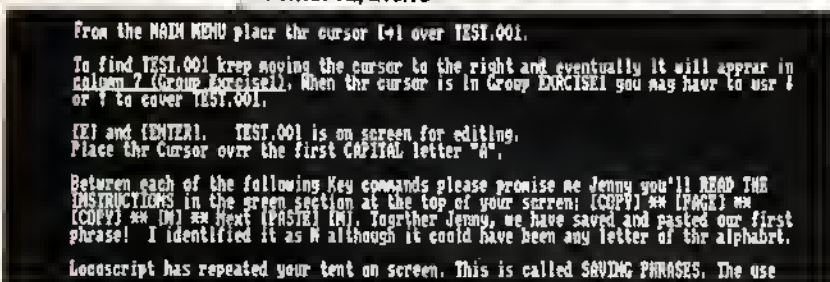 From the MAIN MENU placr thr cursor [+] over TEST.001.
To find TEST.001 krep moving the cursor to the right and eventually it will apprar in
column 7 (Group Exrcise1). When thr cursor is in Group EXRCISE1 you may havr to usr ↓
or ↑ to cover TEST.001.
[E] and [ENTER]. TEST.001 is on screen for editing.
Place thr Cursor ovrr the first CAPITAL letter "A".
Betwren each of the following Key commands please promise me Jenny you'll READ THE
INSTRUCTIONS in the green section at the top of your scrren: [COPY] ** [PAGE] **
[COPY] ** [M] ** Next [PASTE] [M]. Togrther Jenny, we have saved and pasted our first
phrase! I identified it as M although it could have been any letter of thr alphabrt.
Locoscript has repeated your text on screen. This is called SAVING PHRASES. The use